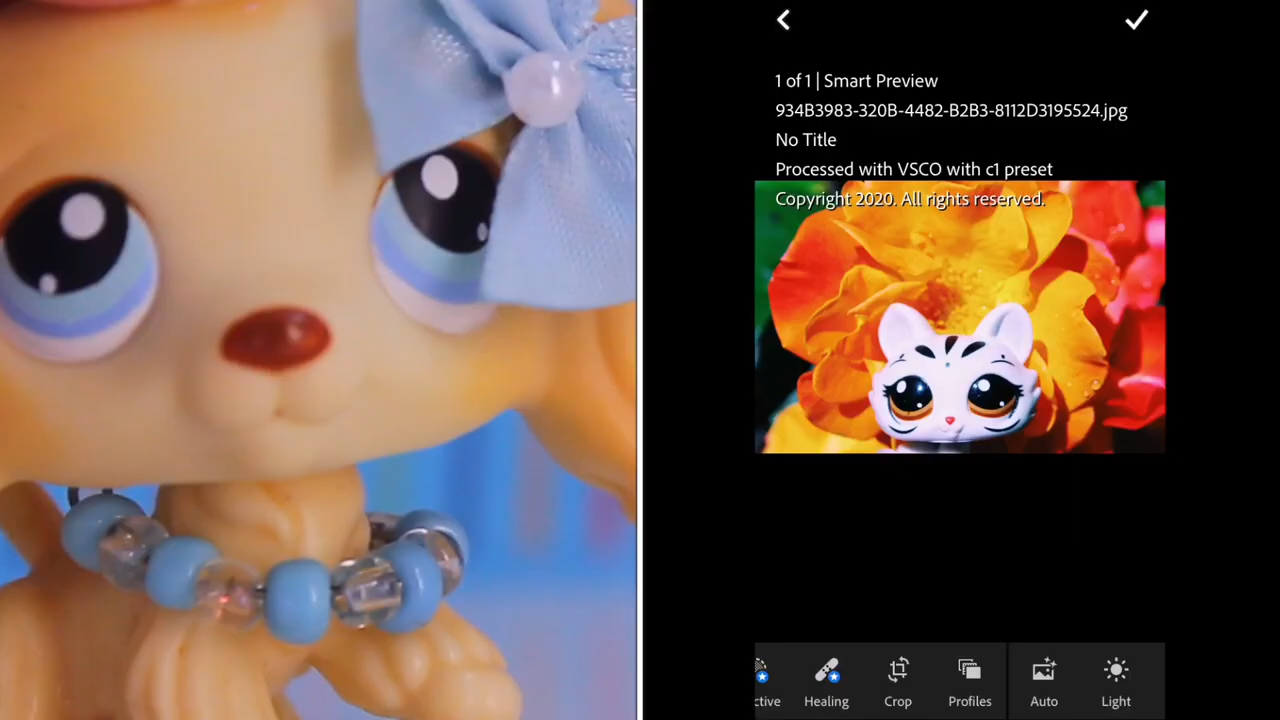 1 of 1 | Smart Preview
934B3983-320B-4482-B2B3-8112D3195524.jpg
No Title
Processed with VSCO with c1 preset
Copyright 2020. All rights reserved.
ctive Healing Crop Profiles Auto Light